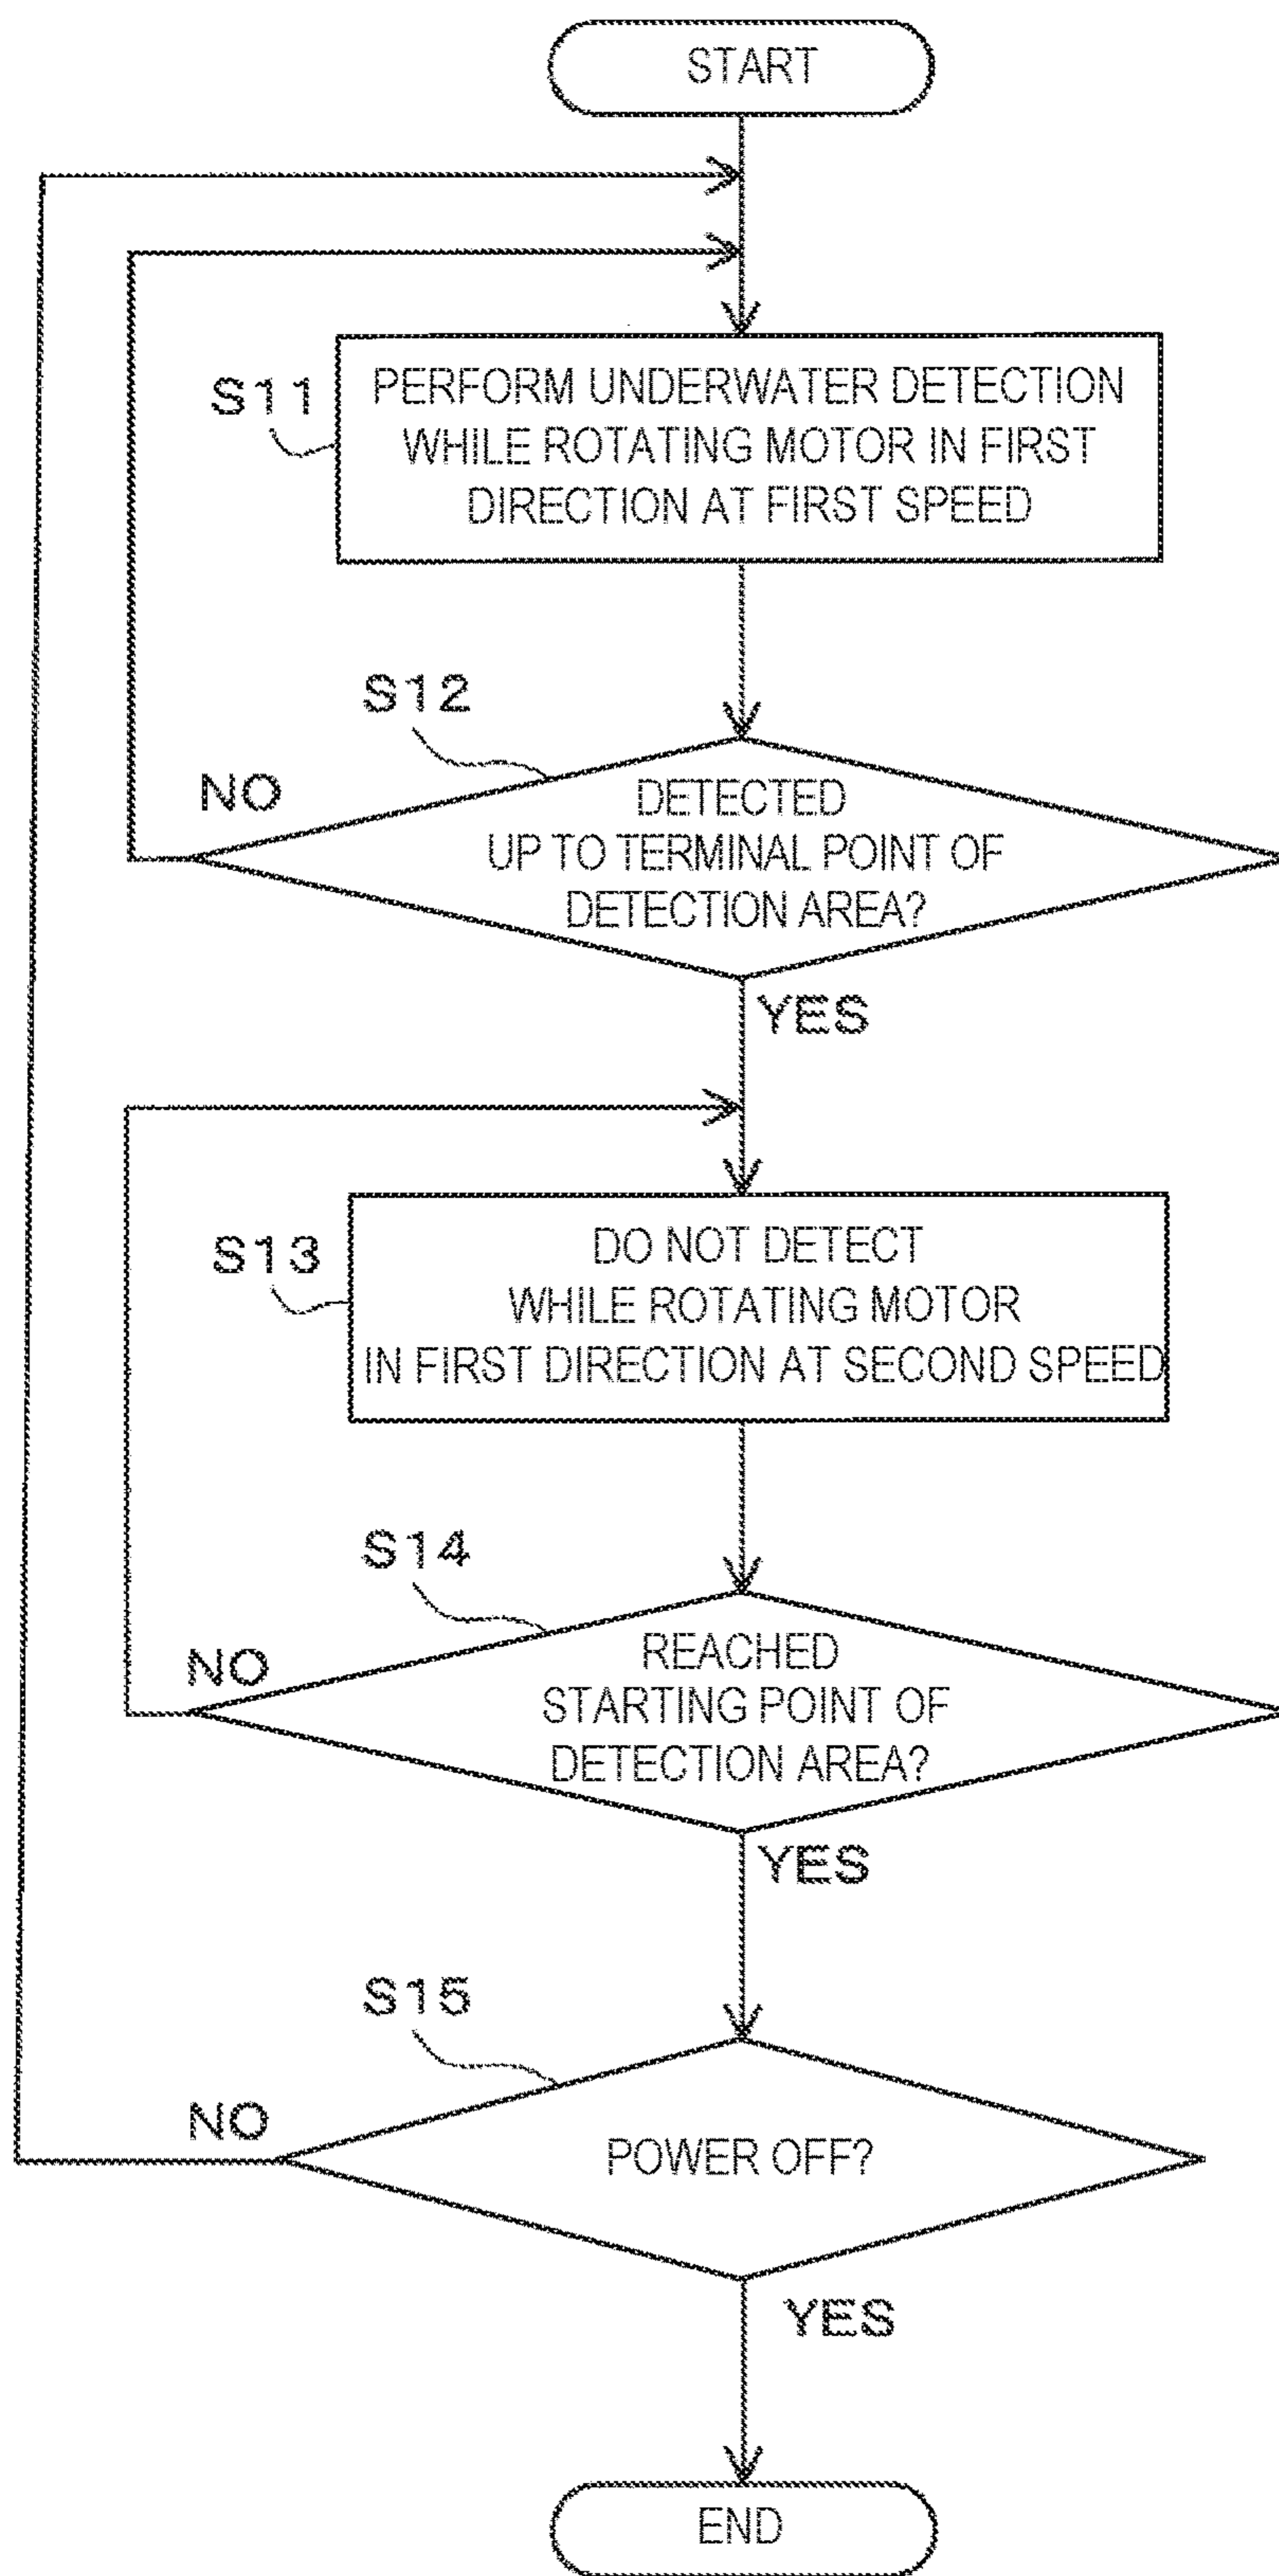 START
S11
PERFORM UNDERWATER DETECTION
WHILE ROTATING MOTOR IN FIRST
DIRECTION AT FIRST SPEED
S12
NO
DETECTED
UP TO TERMINAL POINT OF
DETECTION AREA?
YES
S13
DO NOT DETECT
WHILE ROTATING MOTOR
IN FIRST DIRECTION AT SECOND SPEED
S14
NO
REACHED
STARTING POINT OF
DETECTION AREA?
YES
S15
NO
POWER OFF?
YES
END